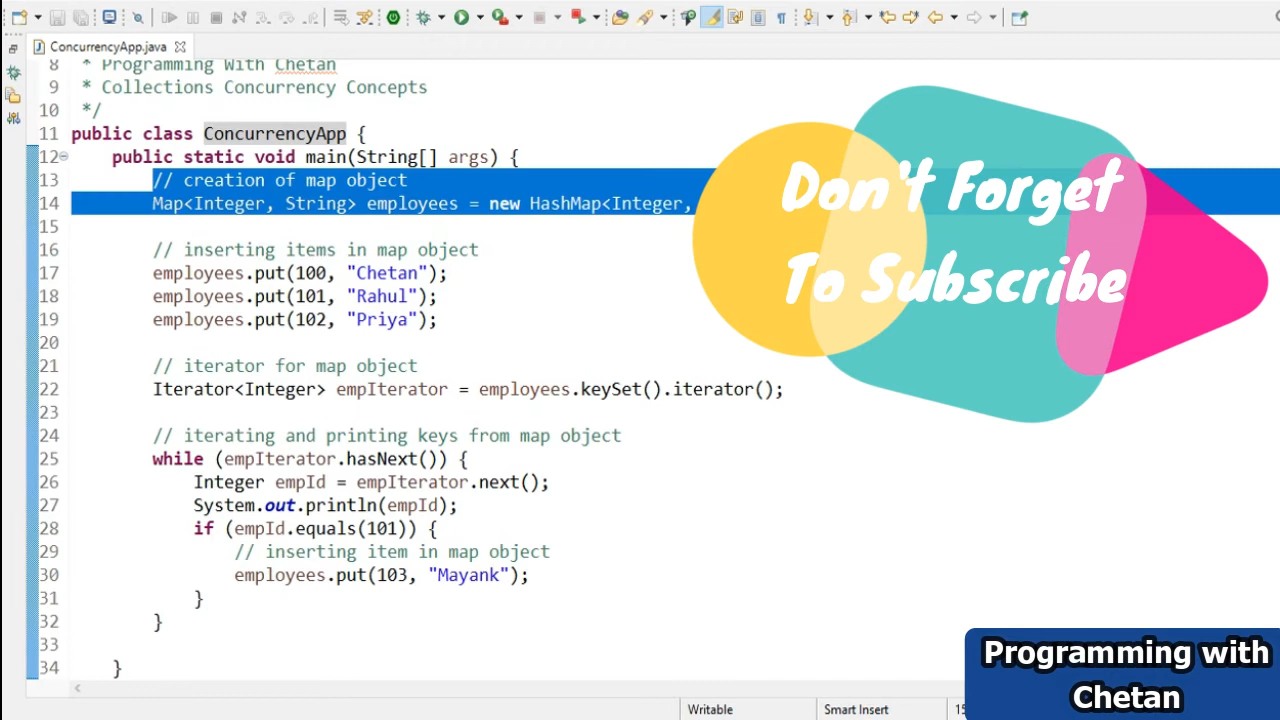 ConcurrencyApp.java
8 * Programming With Chetan
9 * Collections Concurrency Concepts
10 */
11 public class ConcurrencyApp {
12 public static void main(String[] args) {
13 // creation of map object
14 Map<Integer, String> employees = new HashMap<Integer,
15
16 // inserting items in map object
17 employees.put(100, "Chetan");
18 employees.put(101, "Rahul");
19 employees.put(102, "Priya");
20
21 // iterator for map object
22 Iterator<Integer> empIterator = employees.keySet().iterator();
23
24 // iterating and printing keys from map object
25 while (empIterator.hasNext()) {
26 Integer empId = empIterator.next();
27 System.out.println(empId);
28 if (empId.equals(101)) {
29 // inserting item in map object
30 employees.put(103, "Mayank");
31 }
32 }
33
34 }
Don't Forget
To Subscribe
Programming with
Chetan
Writable
Smart Insert